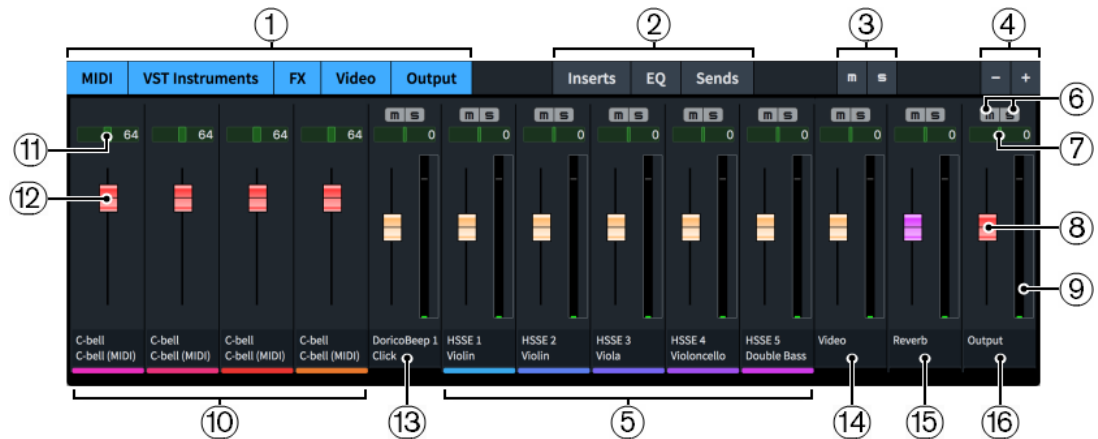 ① ② ③ ④
MIDI VST Instruments FX Video Output Inserts EQ Sends m s − +
m s m s m s m s m s m s m s m s m s ⑥
⑪ 64 64 64 64 0 0 0 0 0 0 0 0 0 ⑦
⑫ ⑧
⑨
C-bell C-bell C-bell C-bell DoricoBeep 1 HSSE 1 HSSE 2 HSSE 3 HSSE 4 HSSE 5 Video Reverb Output
C-bell (MIDI) C-bell (MIDI) C-bell (MIDI) C-bell (MIDI) Click Violin Violin Viola Violoncello Double Bass
⑩ ⑬ ⑤ ⑭ ⑮ ⑯